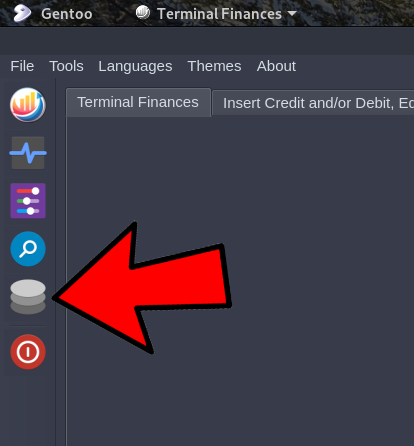 Gentoo Terminal Finances
File Tools Languages Themes About
Terminal Finances Insert Credit and/or Debit, Ed